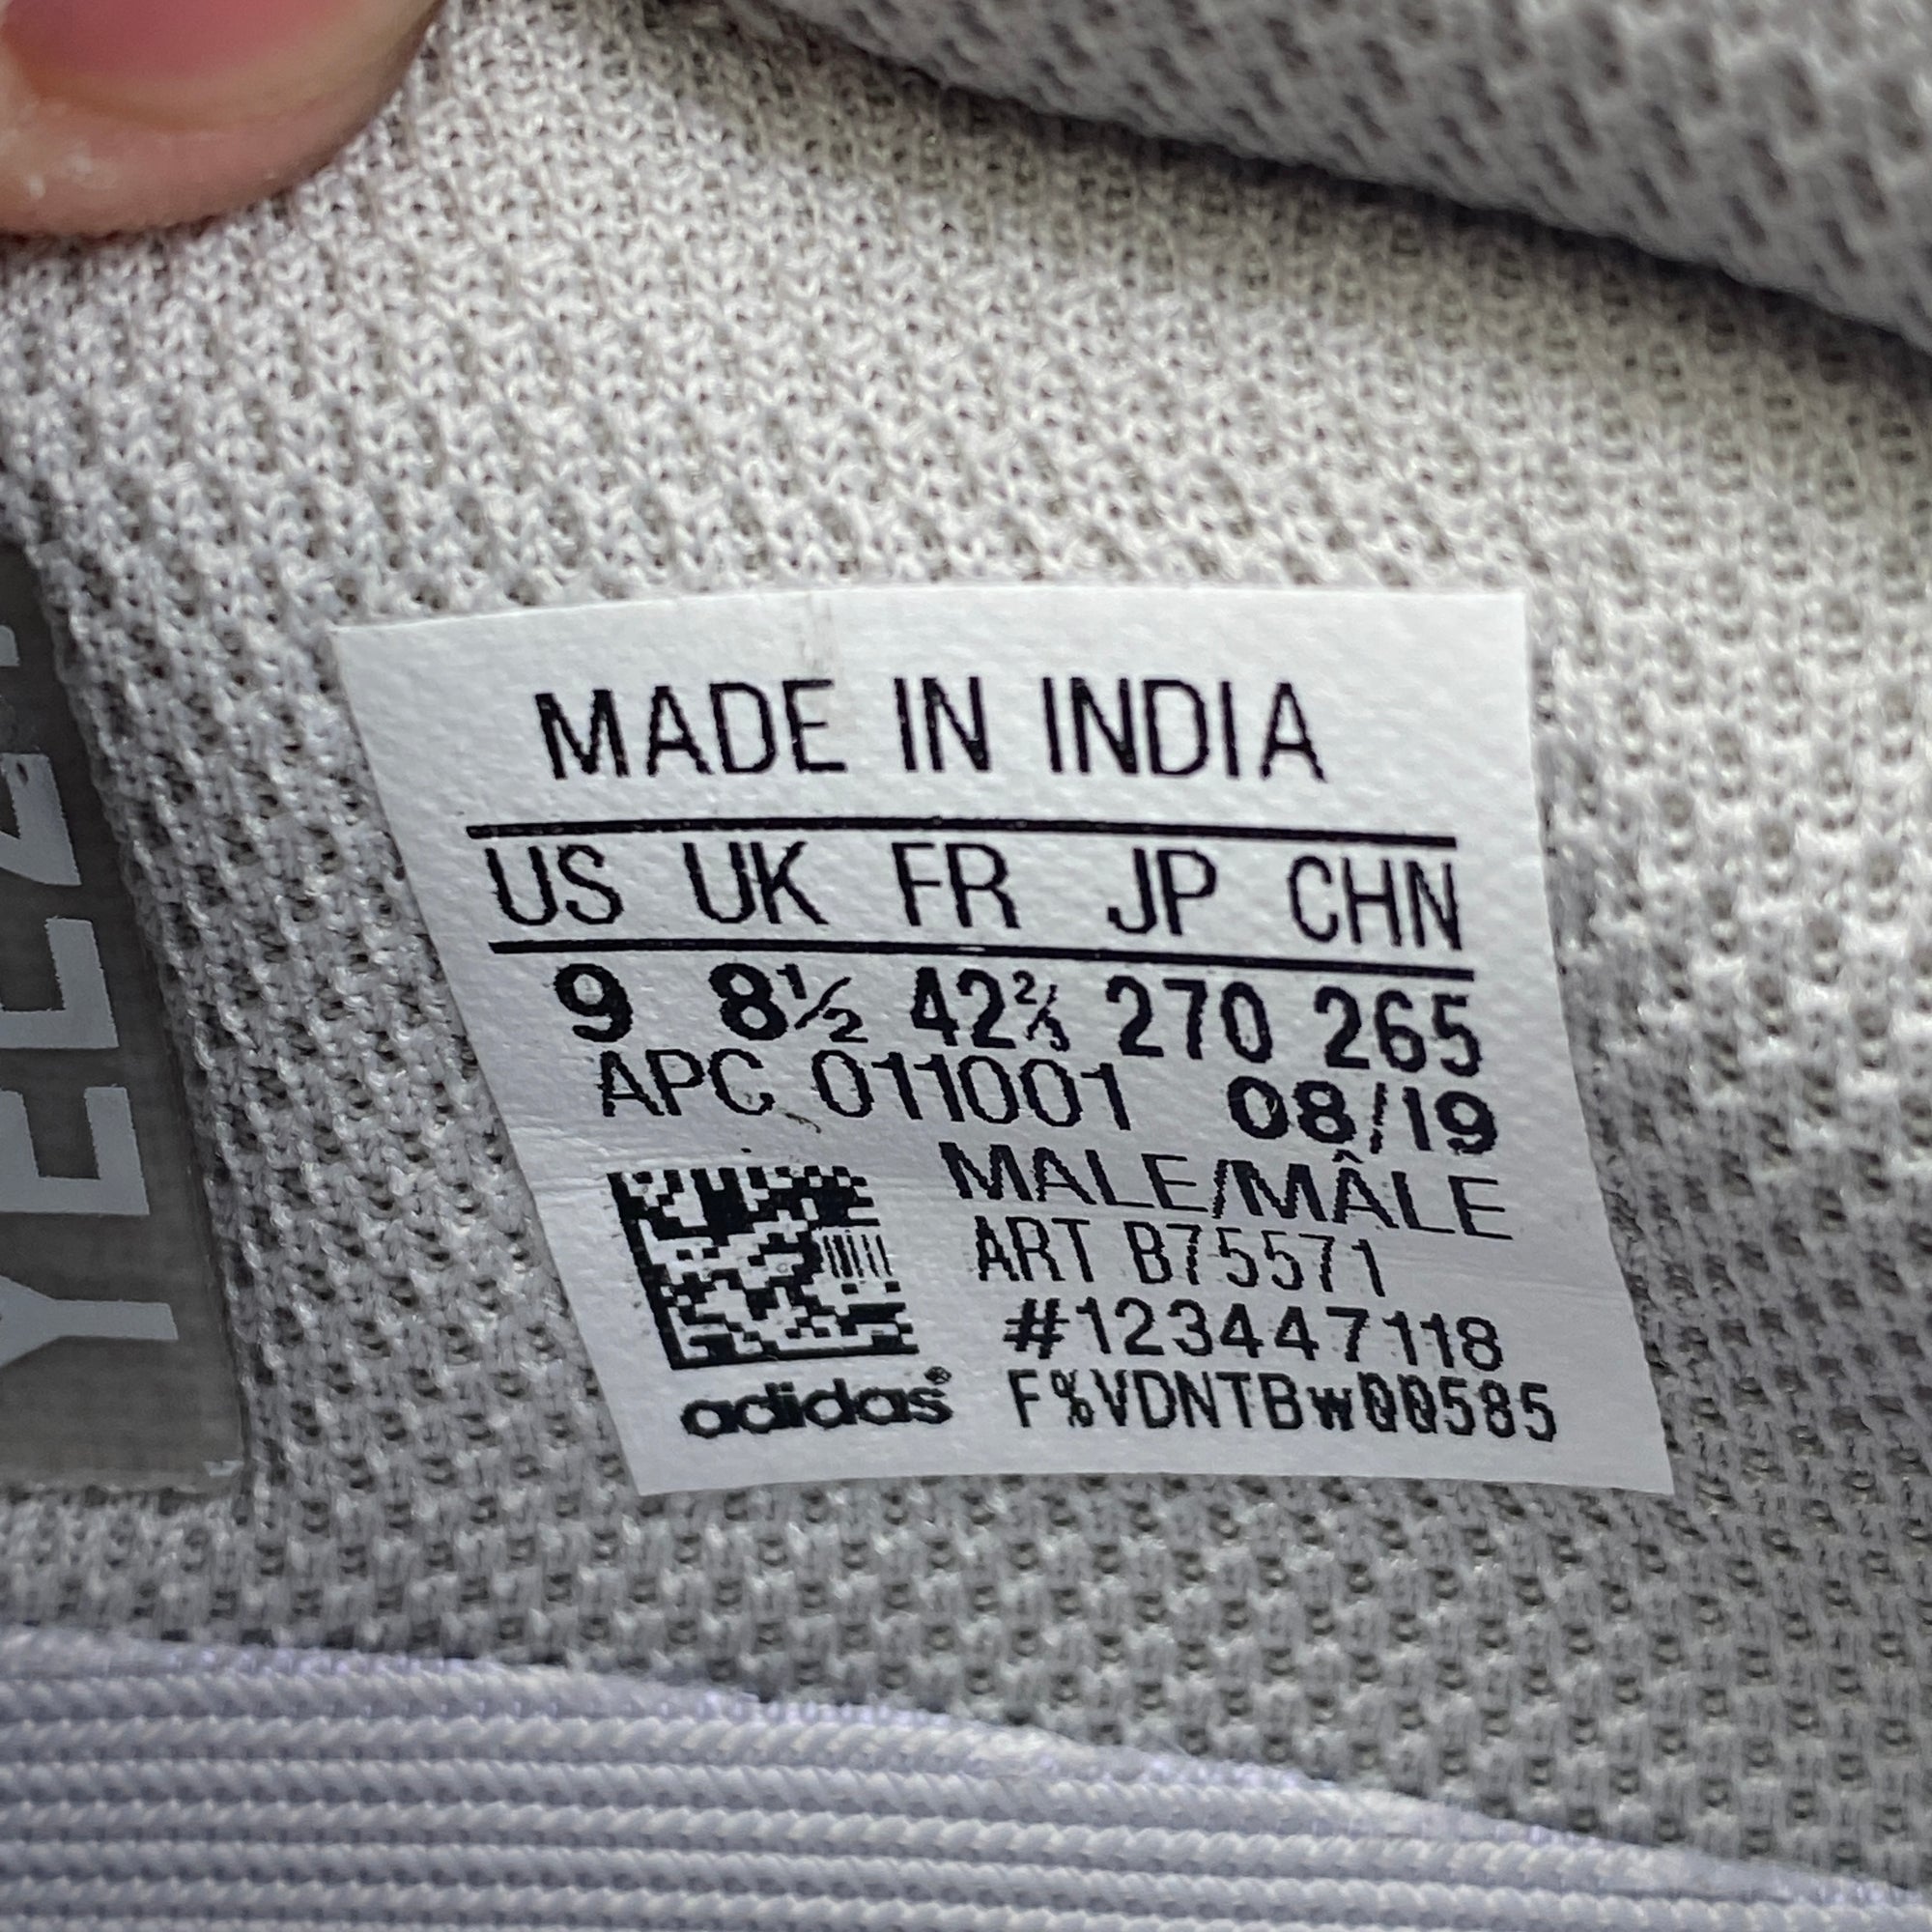 MADE IN INDIA
US UK FR JP CHN
9 8½ 42⅔ 270 265
APC 011001 08/19
MALE/MÂLE
ART B75571
#123447118
adidas® F%VDNTBw00585